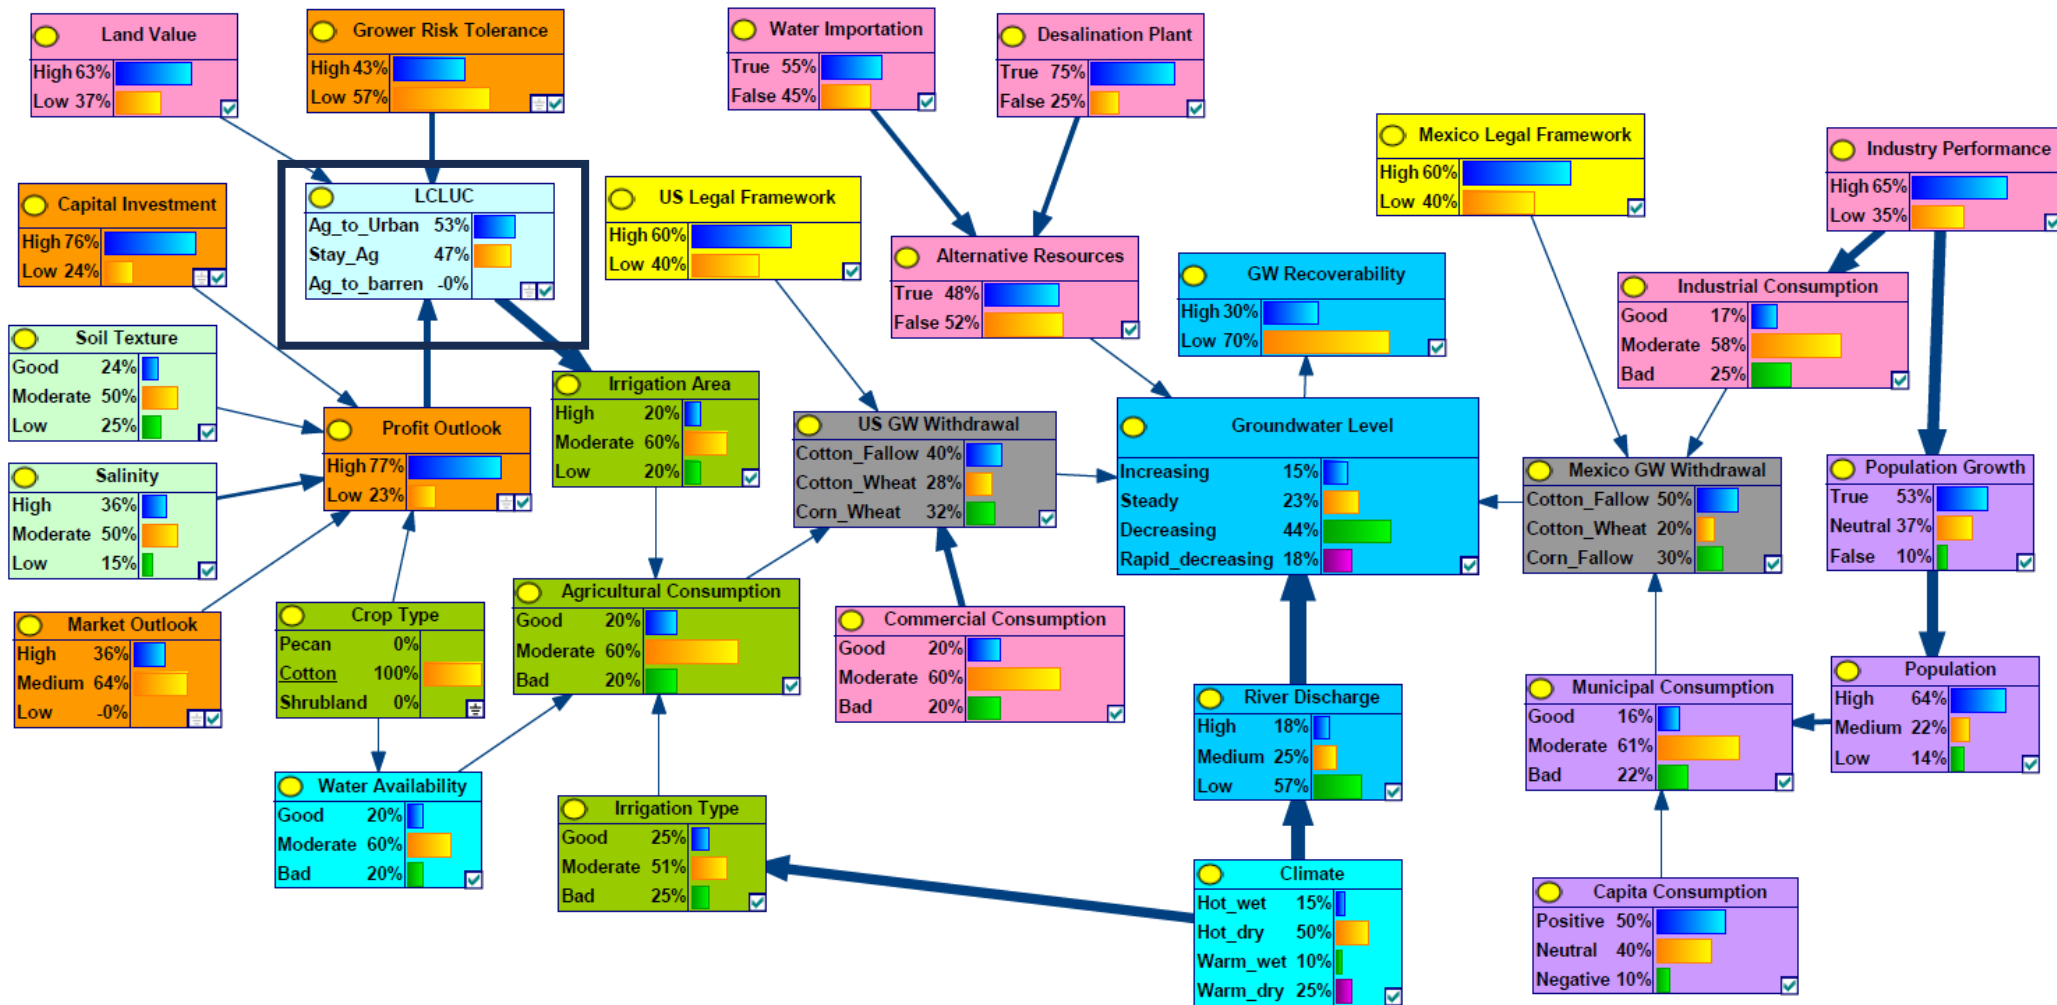 Land Value
High 63%
Low 37%
Grower Risk Tolerance
High 43%
Low 57%
Water Importation
True 55%
False 45%
Desalination Plant
True 75%
False 25%
Mexico Legal Framework
High 60%
Low 40%
Industry Performance
High 65%
Low 35%
Capital Investment
High 76%
Low 24%
LCLUC
Ag_to_Urban 53%
Stay_Ag 47%
Ag_to_barren -0%
US Legal Framework
High 60%
Low 40%
Alternative Resources
True 48%
False 52%
GW Recoverability
High 30%
Low 70%
Industrial Consumption
Good 17%
Moderate 58%
Bad 25%
Soil Texture
Good 24%
Moderate 50%
Low 25%
Irrigation Area
High 20%
Moderate 60%
Low 20%
Profit Outlook
High 77%
Low 23%
US GW Withdrawal
Cotton_Fallow 40%
Cotton_Wheat 28%
Corn_Wheat 32%
Groundwater Level
Increasing 15%
Steady 23%
Decreasing 44%
Rapid_decreasing 18%
Mexico GW Withdrawal
Cotton_Fallow 50%
Cotton_Wheat 20%
Corn_Fallow 30%
Population Growth
True 53%
Neutral 37%
False 10%
Salinity
High 36%
Moderate 50%
Low 15%
Market Outlook
High 36%
Medium 64%
Low -0%
Crop Type
Pecan 0%
Cotton 100%
Shrubland 0%
Agricultural Consumption
Good 20%
Moderate 60%
Bad 20%
Commercial Consumption
Good 20%
Moderate 60%
Bad 20%
River Discharge
High 18%
Medium 25%
Low 57%
Municipal Consumption
Good 16%
Moderate 61%
Bad 22%
Population
High 64%
Medium 22%
Low 14%
Water Availability
Good 20%
Moderate 60%
Bad 20%
Irrigation Type
Good 25%
Moderate 51%
Bad 25%
Climate
Hot_wet 15%
Hot_dry 50%
Warm_wet 10%
Warm_dry 25%
Capita Consumption
Positive 50%
Neutral 40%
Negative 10%